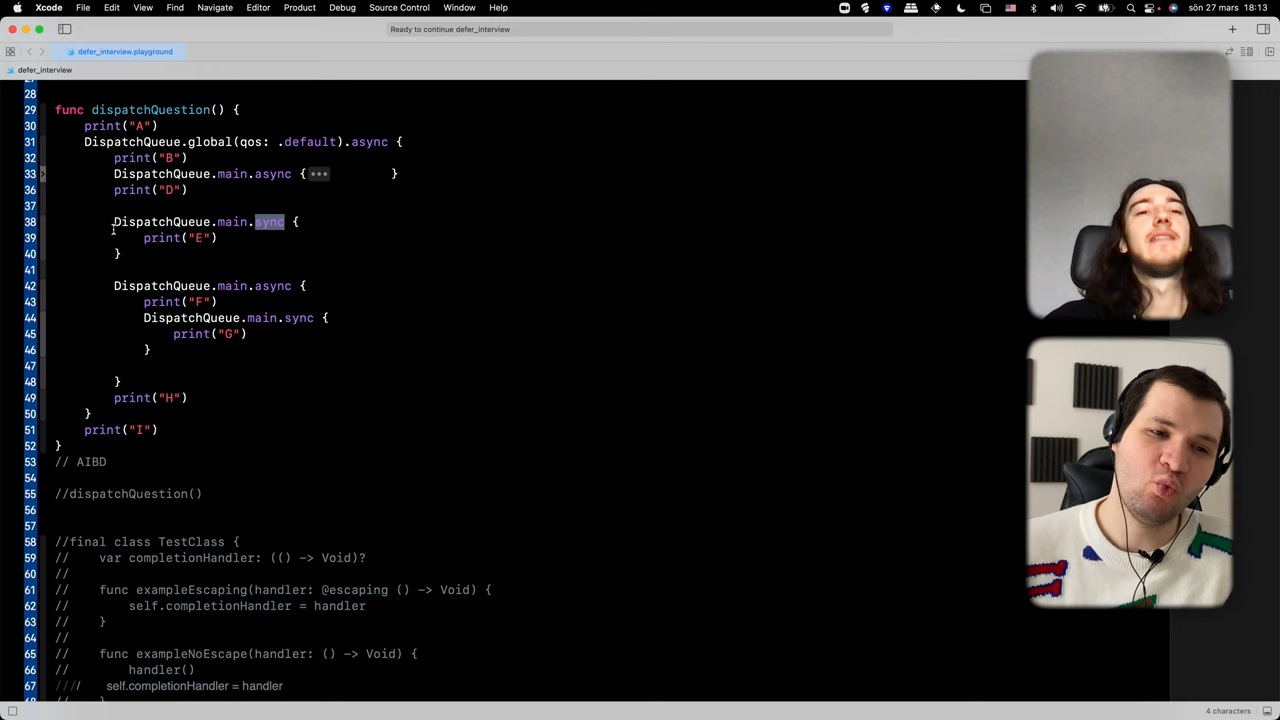 Xcode File Edit View Find Navigate Editor Product Debug Source Control Window Help sön 27 mars 18:13
Ready to continue defer_interview
defer_interview.playground
defer_interview
27
28
29 func dispatchQuestion() {
30 print("A")
31 DispatchQueue.global(qos: .default).async {
32 print("B")
33 DispatchQueue.main.async {••• }
36 print("D")
37
38 DispatchQueue.main.sync {
39 print("E")
40 }
41
42 DispatchQueue.main.async {
43 print("F")
44 DispatchQueue.main.sync {
45 print("G")
46 }
47
48 }
49 print("H")
50 }
51 print("I")
52 }
53 // AIBD
54
55 //dispatchQuestion()
56
57
58 //final class TestClass {
59 // var completionHandler: (() -> Void)?
60 //
61 // func exampleEscaping(handler: @escaping () -> Void) {
62 // self.completionHandler = handler
63 // }
64 //
65 // func exampleNoEscape(handler: () -> Void) {
66 // handler()
67 //// self.completionHandler = handler
68 // }
4 characters